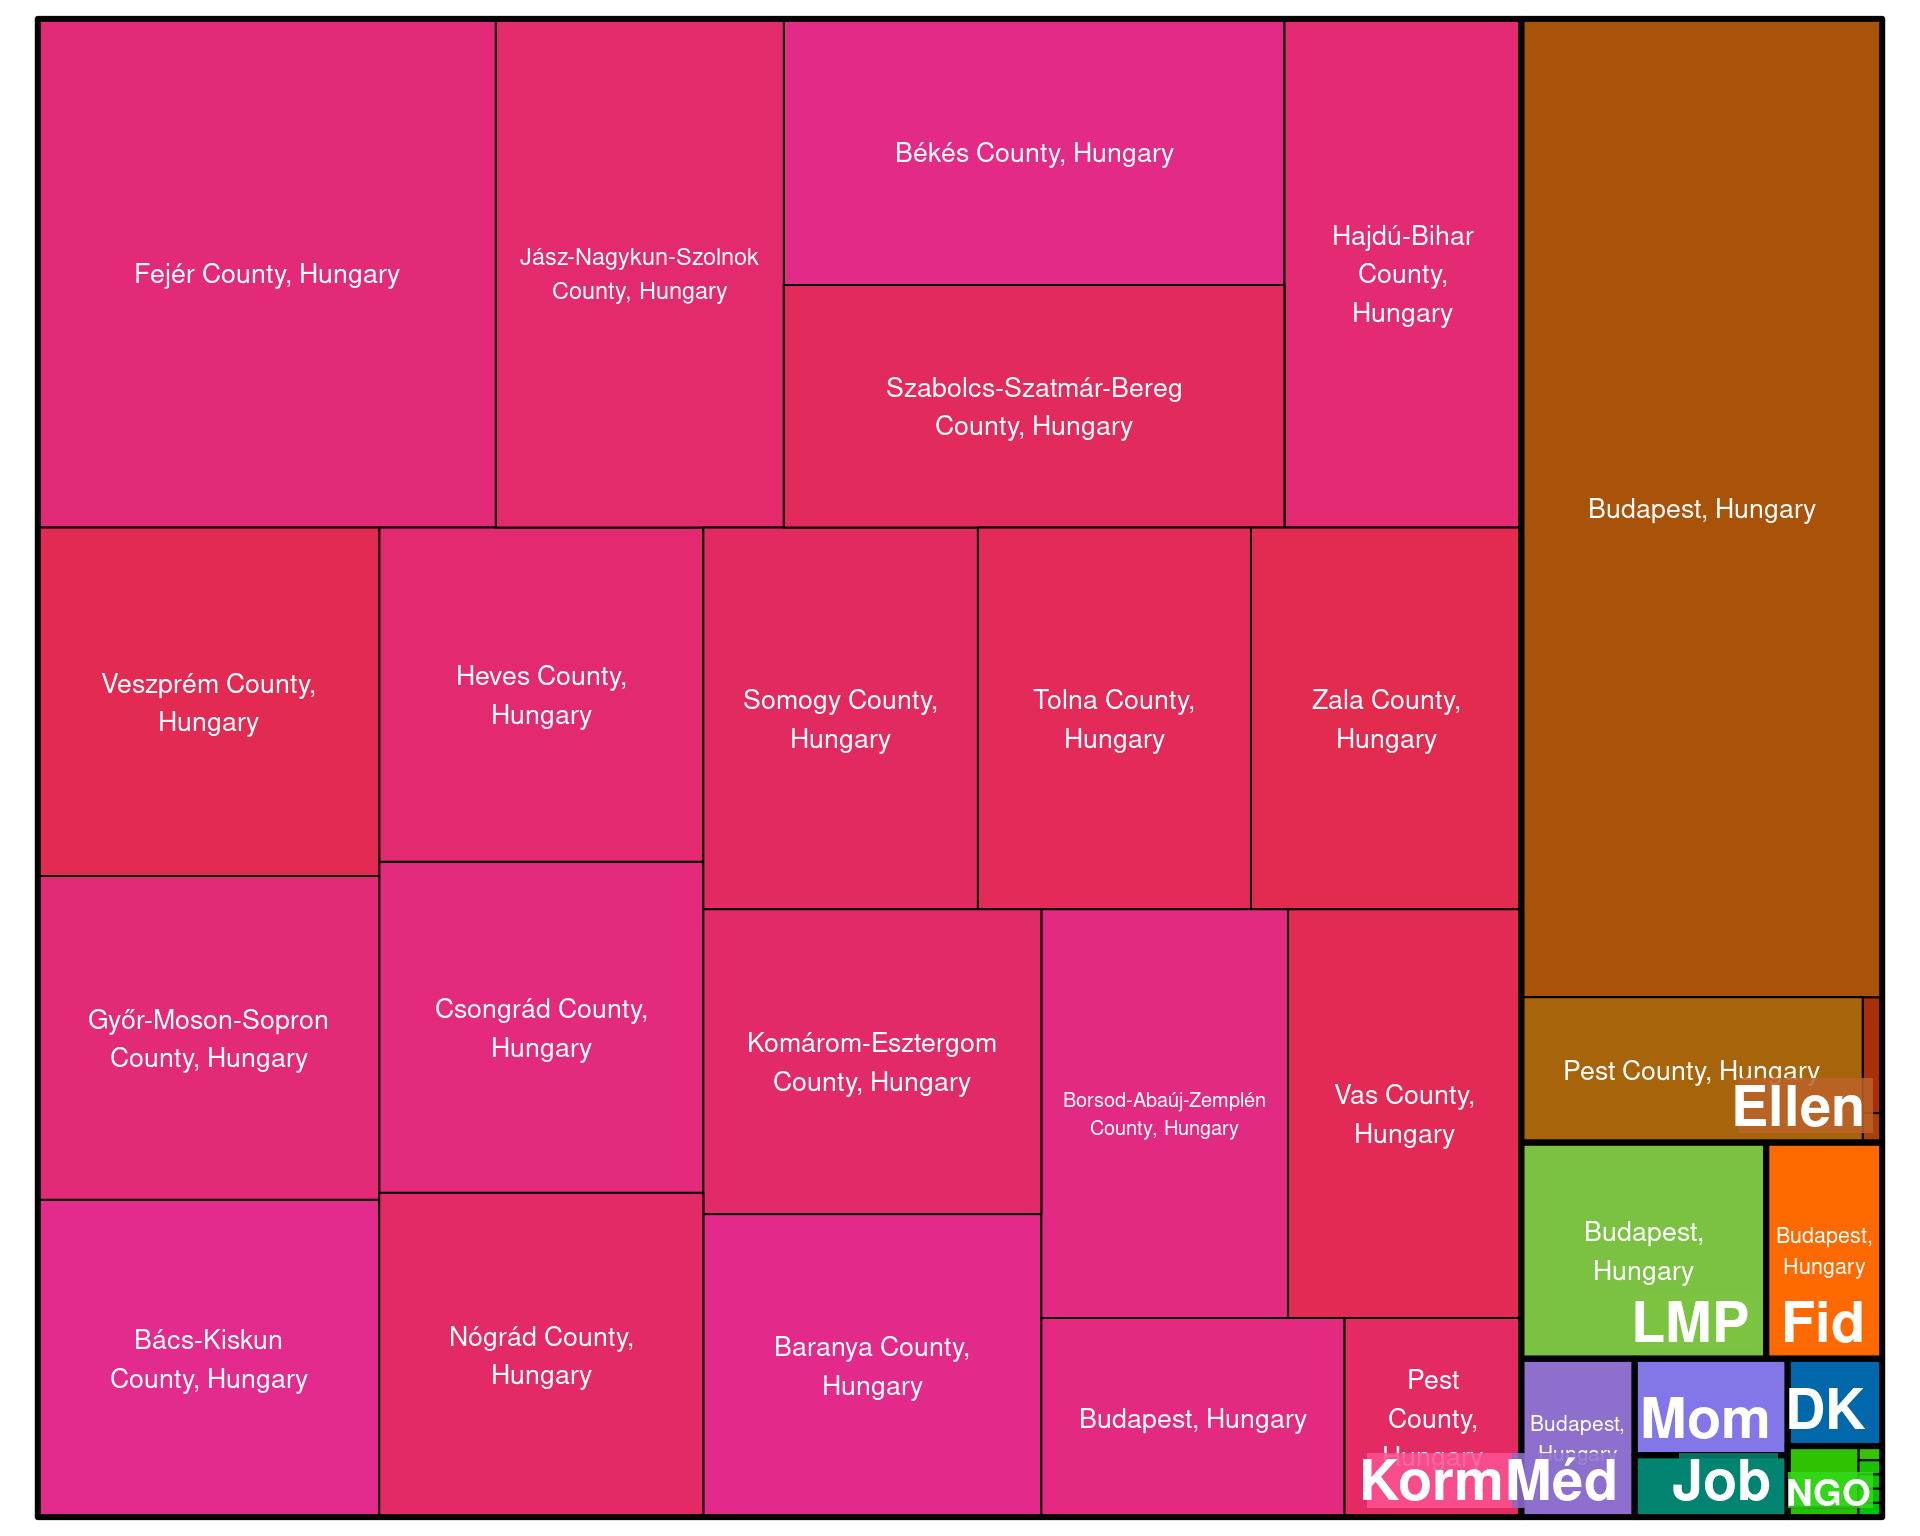 Fejér County, Hungary
Jász-Nagykun-Szolnok
County, Hungary
Békés County, Hungary
Szabolcs-Szatmár-Bereg
County, Hungary
Hajdú-Bihar
County,
Hungary
Veszprém County,
Hungary
Heves County,
Hungary
Somogy County,
Hungary
Tolna County,
Hungary
Zala County,
Hungary
Győr-Moson-Sopron
County, Hungary
Csongrád County,
Hungary
Komárom-Esztergom
County, Hungary
Borsod-Abaúj-Zemplén
County, Hungary
Vas County,
Hungary
Bács-Kiskun
County, Hungary
Nógrád County,
Hungary
Baranya County,
Hungary
Budapest, Hungary
Pest
County,
Hungary
Korm
Budapest, Hungary
Pest County, Hungary
Ellen
Budapest,
Hungary
LMP
Budapest,
Hungary
Fid
Budapest,
Hungary
Méd
Mom
Job
DK
NGO